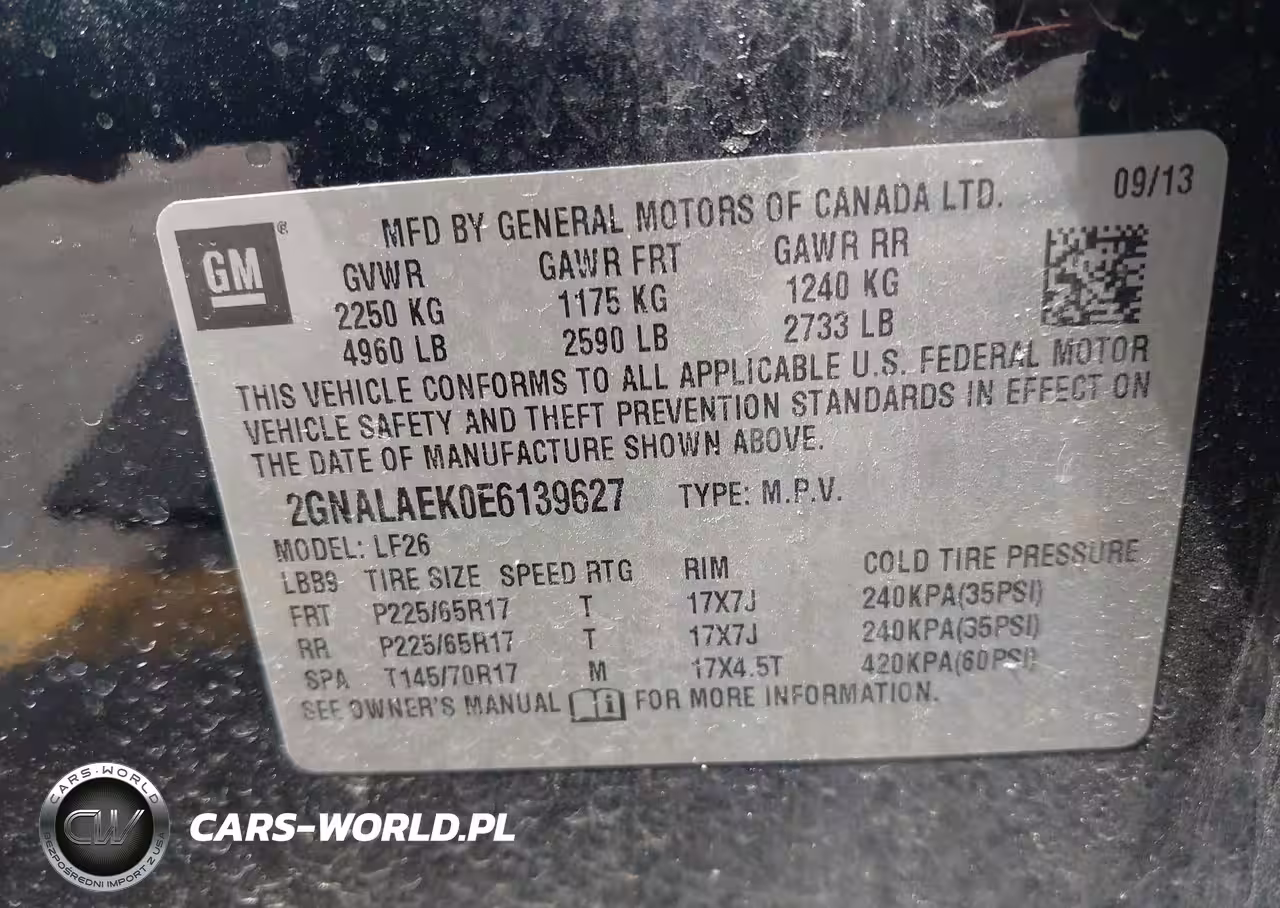 09/13
MFD BY GENERAL MOTORS OF CANADA LTD.
GM®
GVWR GAWR FRT GAWR RR
2250 KG 1175 KG 1240 KG
4960 LB 2590 LB 2733 LB
THIS VEHICLE CONFORMS TO ALL APPLICABLE U.S. FEDERAL MOTOR
VEHICLE SAFETY AND THEFT PREVENTION STANDARDS IN EFFECT ON
THE DATE OF MANUFACTURE SHOWN ABOVE.
2GNALAEK0E6139627 TYPE: M.P.V.
MODEL: LF26
LBB9 TIRE SIZE SPEED RTG RIM COLD TIRE PRESSURE
FRT P225/65R17 T 17X7J 240KPA(35PSI)
RR P225/65R17 T 17X7J 240KPA(35PSI)
SPA T145/70R17 M 17X4.5T 420KPA(60PSI)
SEE OWNER'S MANUAL FOR MORE INFORMATION.
CARS-WORLD
CW
BEZPOŚREDNI IMPORT Z USA
CARS-WORLD.PL